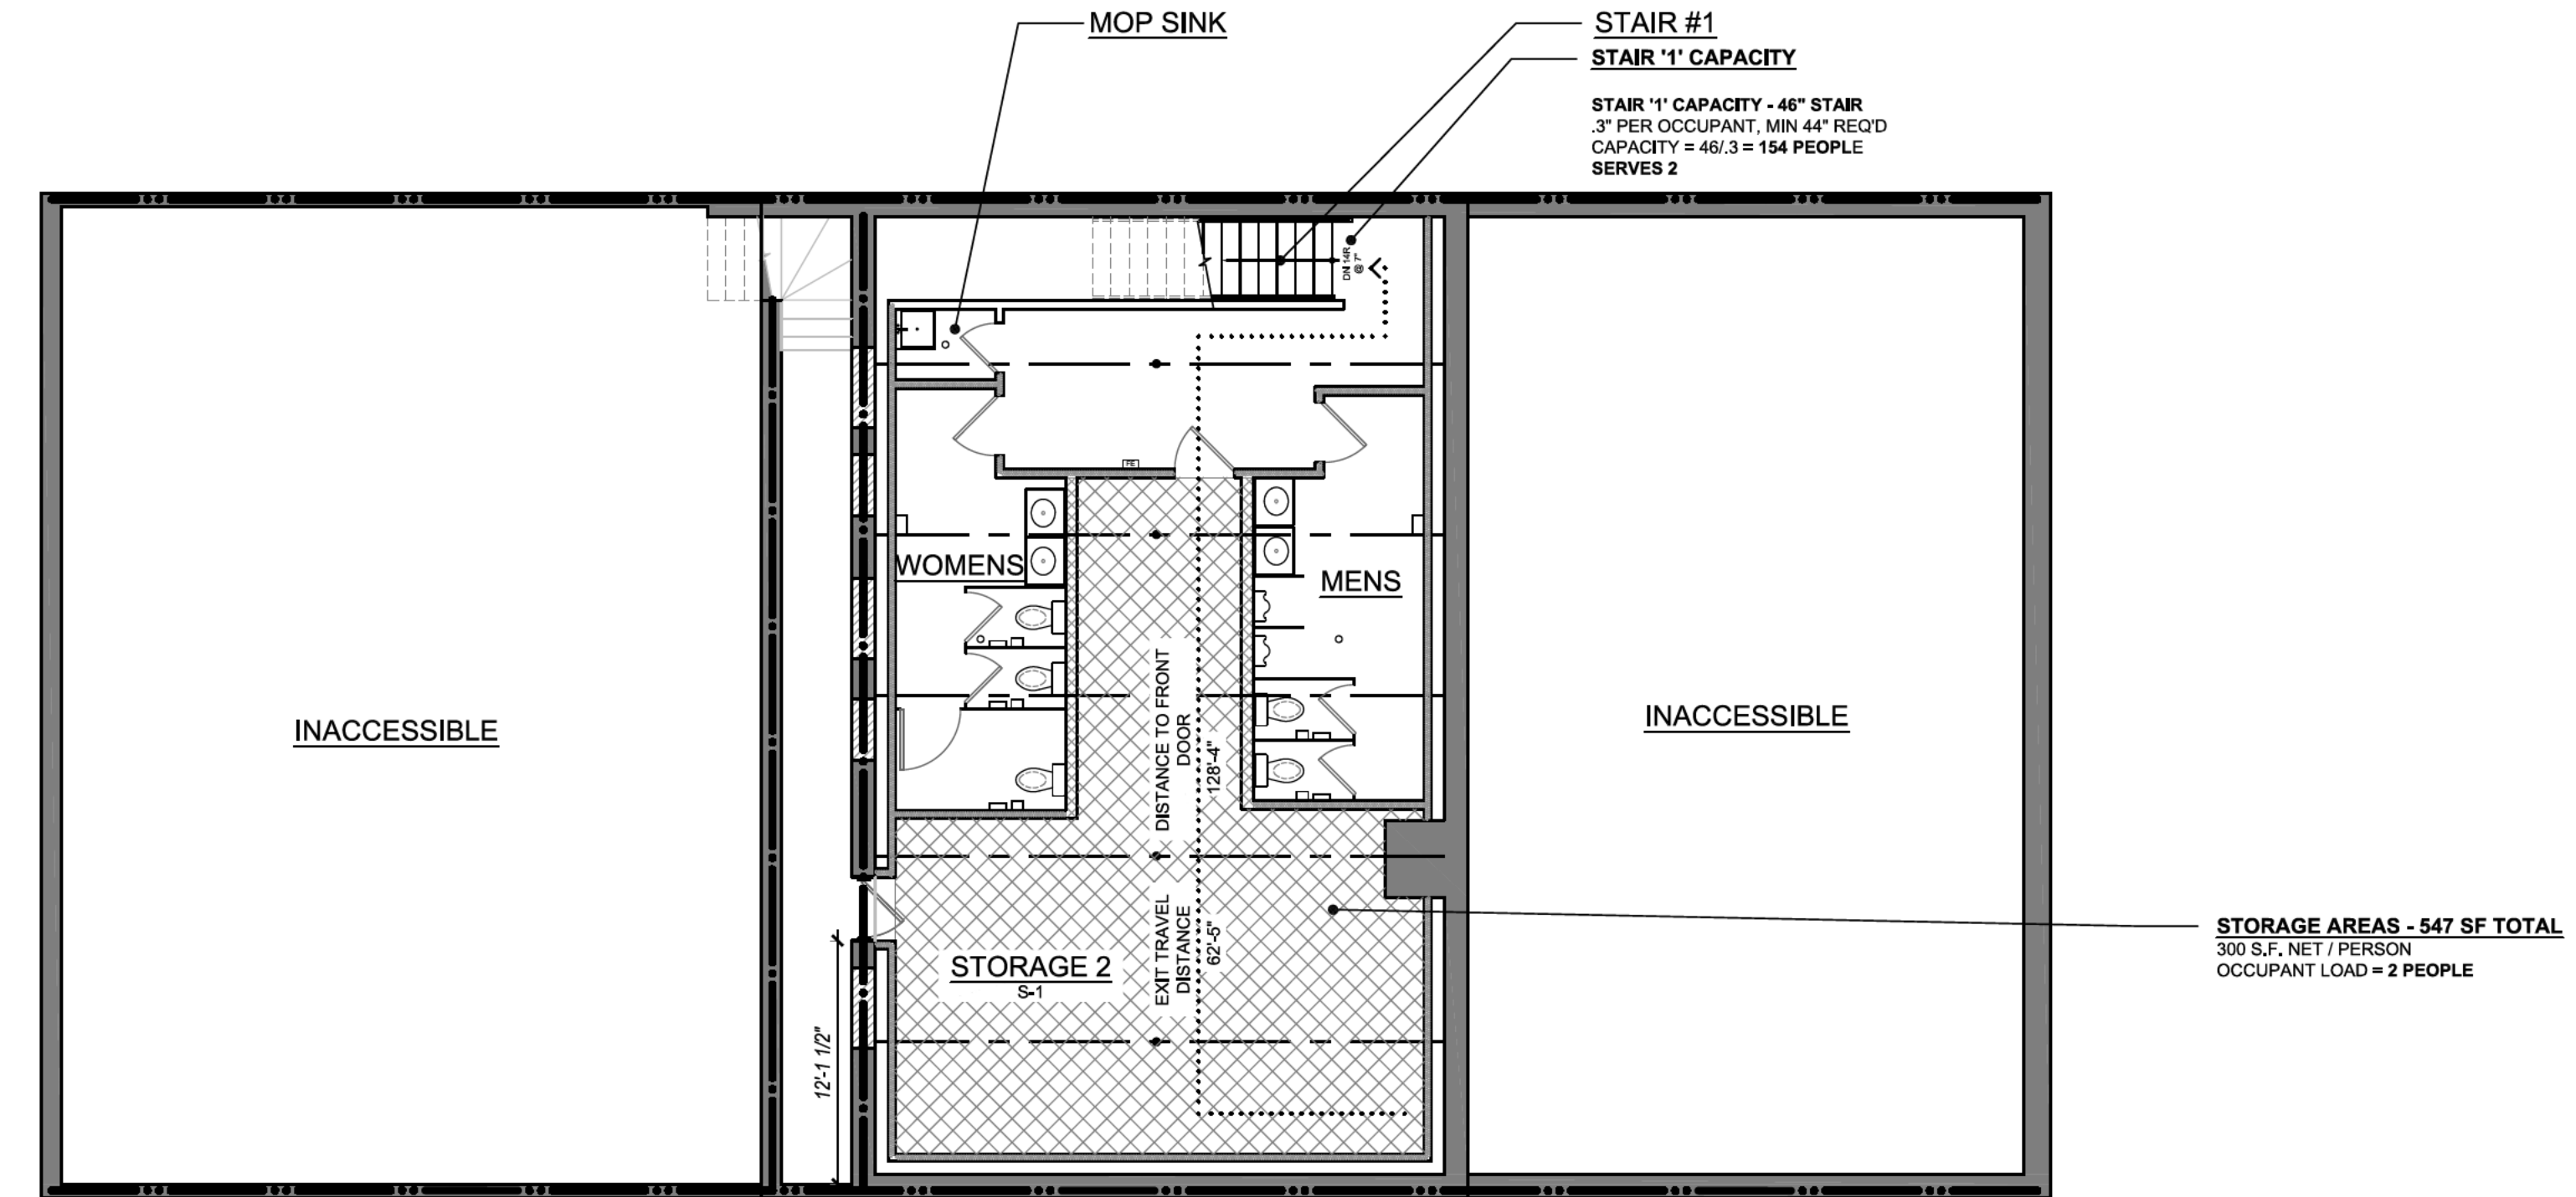 MOP SINK
STAIR #1
STAIR '1' CAPACITY
STAIR '1' CAPACITY - 46" STAIR
.3" PER OCCUPANT, MIN 44" REQ'D
CAPACITY = 46/.3 = 154 PEOPLE
SERVES 2
DN 14R
@ 7"
FE
WOMENS
MENS
INACCESSIBLE
INACCESSIBLE
DISTANCE TO FRONT
DOOR
128'-4"
EXIT TRAVEL
DISTANCE
62'-5"
STORAGE 2
S-1
12'-1 1/2"
STORAGE AREAS - 547 SF TOTAL
300 S.F. NET / PERSON
OCCUPANT LOAD = 2 PEOPLE